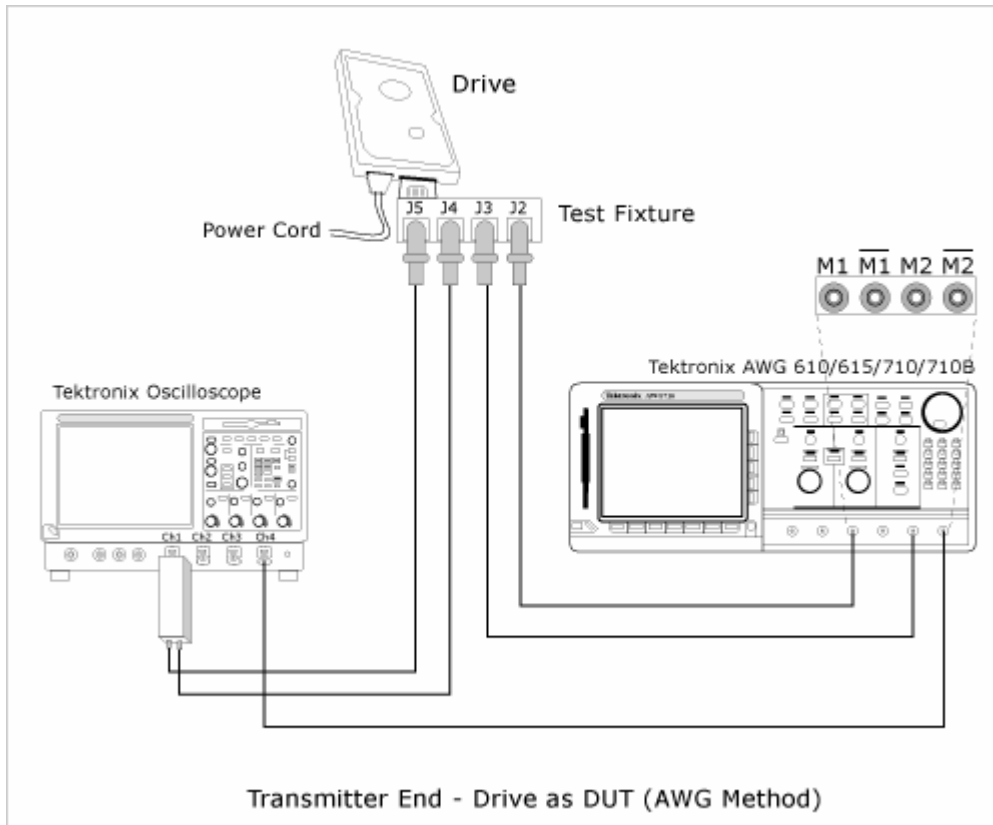 Drive
J5 J4 J3 J2
Test Fixture
Power Cord
M1 M1 M2 M2
Tektronix AWG 610/615/710/710B
Tektronix Oscilloscope
Tektronix
Ch1 Ch2 Ch3 Ch4
Transmitter End - Drive as DUT (AWG Method)